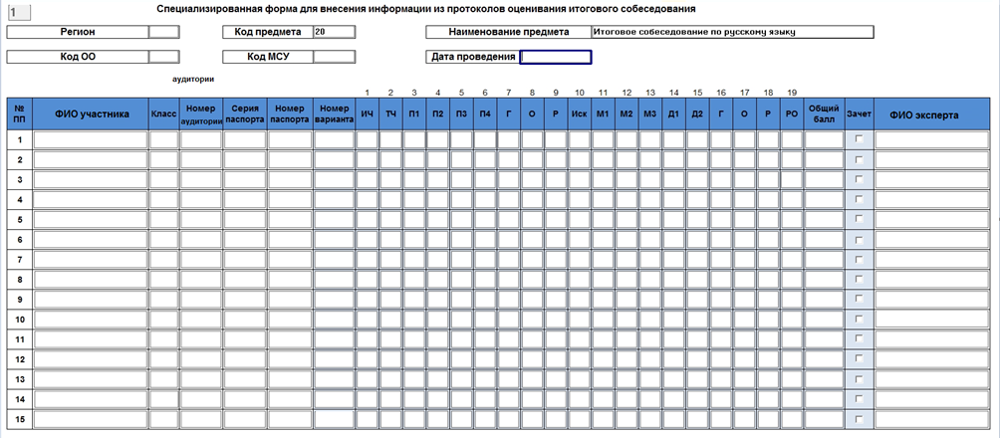 1
Специализированная форма для внесения информации из протоколов оценивания итогового собеседования
Регион Код предмета 20 Наименование предмета Итоговое собеседование по русскому языку
Код ОО Код МСУ Дата проведения
аудитории
1 2 3 4 5 6 7 8 9 10 11 12 13 14 15 16 17 18 19
№ ПП ФИО участника Класс Номер аудитории Серия паспорта Номер паспорта Номер варианта ИЧ ТЧ П1 П2 П3 П4 Г О Р Иск М1 М2 М3 Д1 Д2 Г О Р РО Общий балл Зачет ФИО эксперта
1
2
3
4
5
6
7
8
9
10
11
12
13
14
15